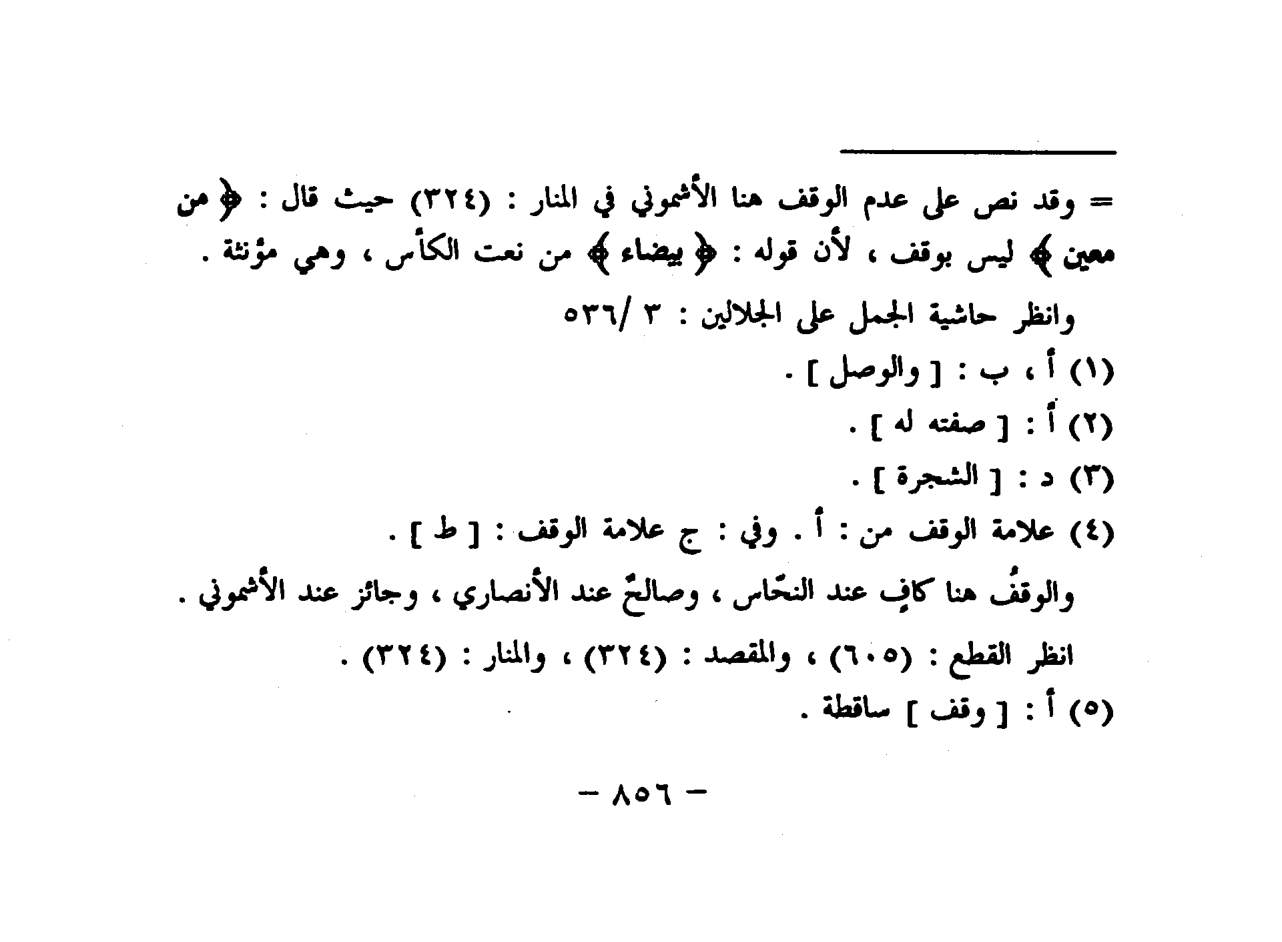 = وقد نص على عدم الوقف هنا الأشموني في المنار : (٣٢٤) حيث قال : ﴿ من
معين ﴾ ليس بوقف ، لأن قوله : ﴿ بيضاء ﴾ من نعت الكأس ، وهي مؤنثة .
وانظر حاشية الجمل على الجلالين : ٣ /٥٣٦
(١) أ ، ب : [ والوصل ] .
(٢) أ : [ صفته له ] .
(٣) د : [ الشجرة ] .
(٤) علامة الوقف من : أ . وفي : ج علامة الوقف : [ ط ] .
والوقفُ هنا كافٍ عند النحّاس ، وصالحٌ عند الأنصاري ، وجائز عند الأشموني .
انظر القطع : (٦٠٥) ، والمقصد : (٣٢٤) ، والمنار : (٣٢٤) .
(٥) أ : [ وقف ] ساقطة .
– ٨٥٦ –